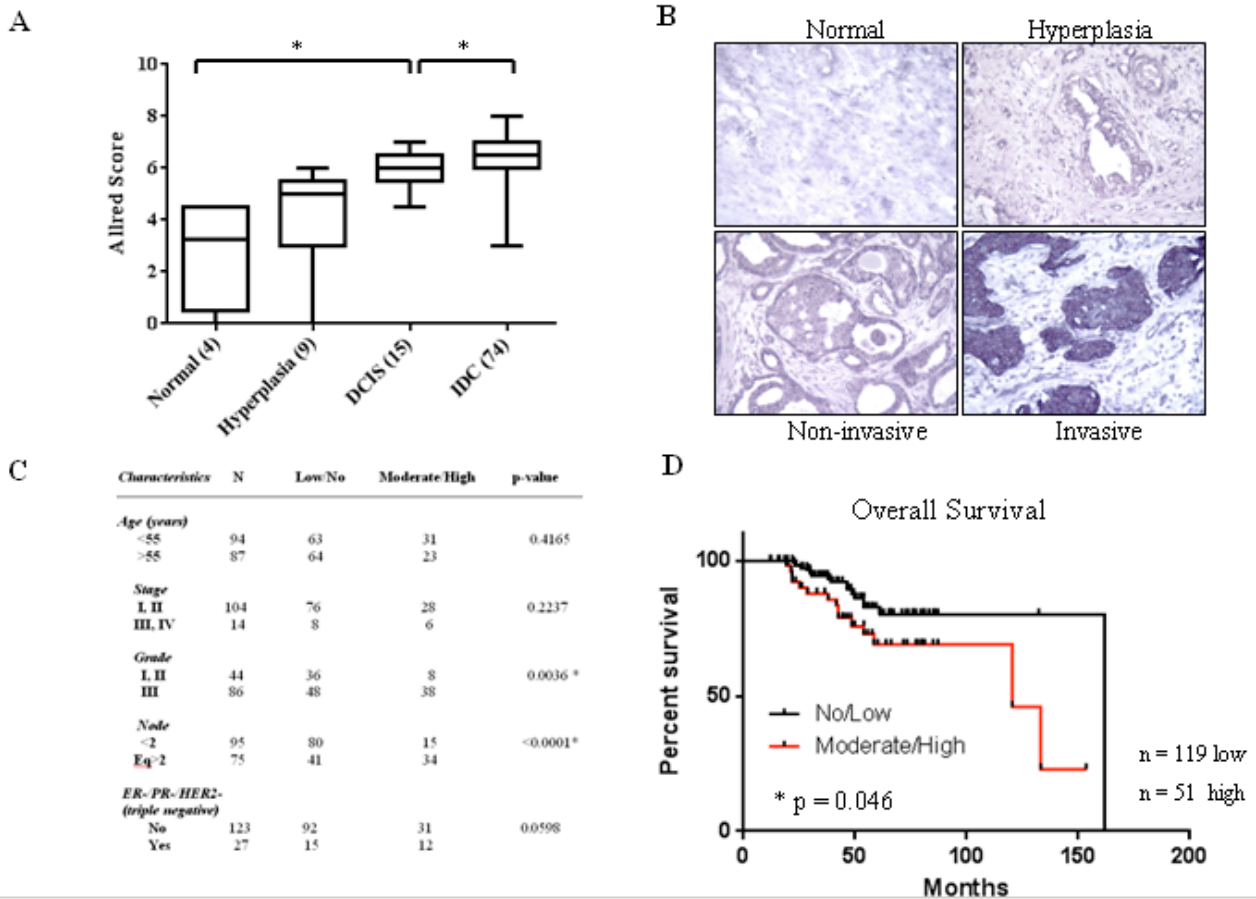 A
*
*
10
8
6
4
2
0
Allred Score
Normal (4)
Hyperplasia (9)
DCIS (15)
IDC (74)
B
Normal
Hyperplasia
Non-invasive
Invasive
C
Characteristics N Low/No Moderate/High p-value
Age (years)
<55 94 63 31 0.4165
>55 87 64 23
Stage
I, II 104 76 28 0.2237
III, IV 14 8 6
Grade
I, II 44 36 8 0.0036 *
III 86 48 38
Node
<2 95 80 15 <0.0001*
Eq>2 75 41 34
ER-/PR-/HER2-
(triple negative)
No 123 92 31 0.0598
Yes 27 15 12
D
Overall Survival
Percent survival
100
50
0
No/Low
Moderate/High
* p = 0.046
n = 119 low
n = 51 high
0 50 100 150 200
Months